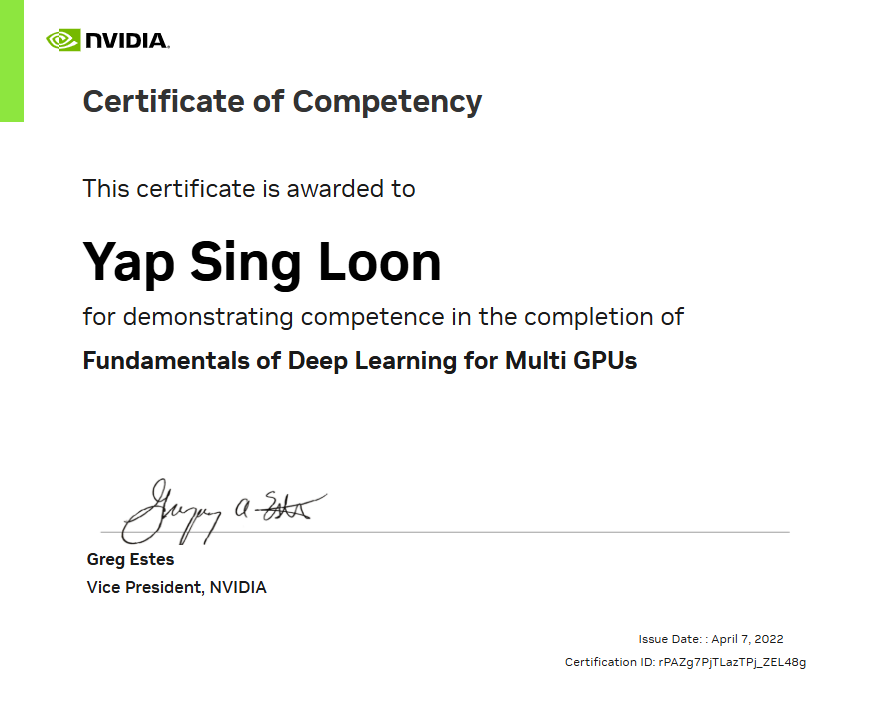 NVIDIA.
Certificate of Competency
This certificate is awarded to
Yap Sing Loon
for demonstrating competence in the completion of
Fundamentals of Deep Learning for Multi GPUs
Gregory A Estes
Greg Estes
Vice President, NVIDIA
Issue Date: : April 7, 2022
Certification ID: rPAZg7PjTLazTPj_ZEL48g